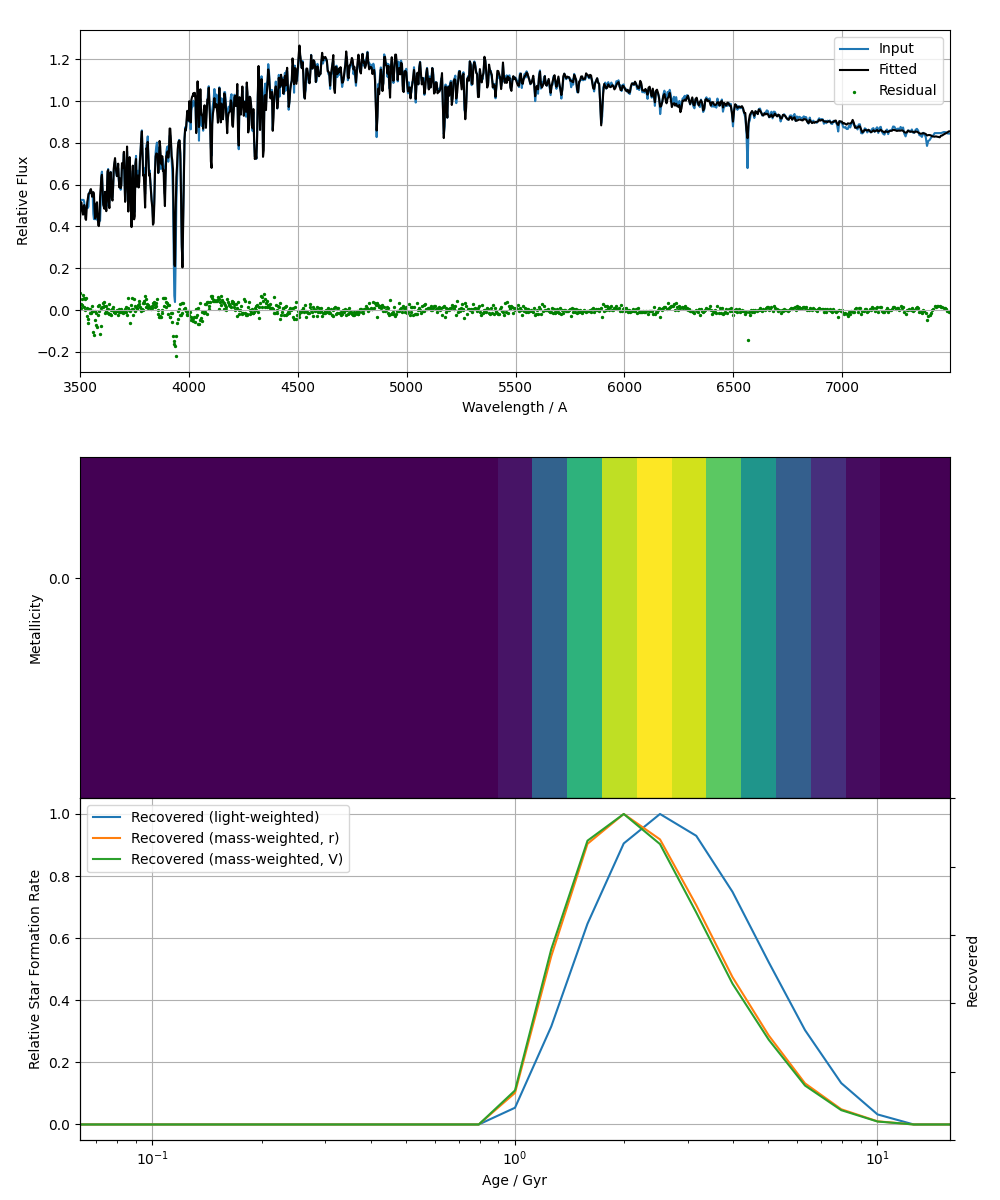 Input
Fitted
Residual
1.2
1.0
0.8
0.6
0.4
0.2
0.0
−0.2
Relative Flux
3500 4000 4500 5000 5500 6000 6500 7000
Wavelength / A
0.0
Metallicity
Recovered (light-weighted)
Recovered (mass-weighted, r)
Recovered (mass-weighted, V)
1.0
0.8
0.6
0.4
0.2
0.0
Relative Star Formation Rate
Recovered
10⁻¹ 10⁰ 10¹
Age / Gyr